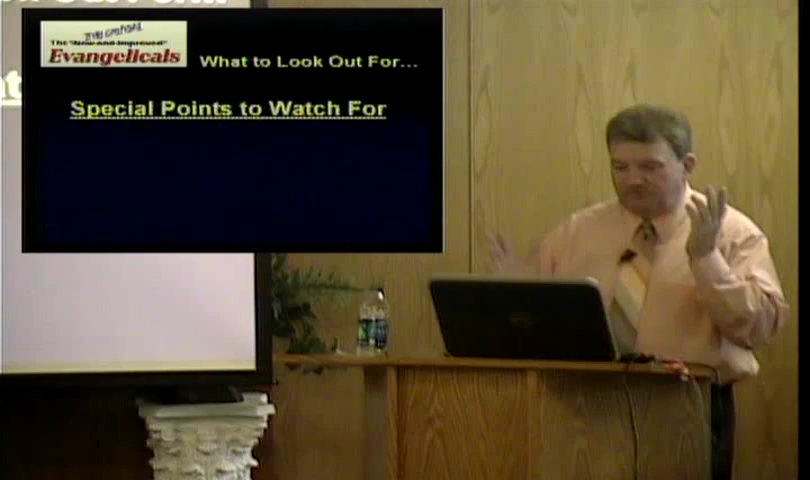 The "New and Improved"
Evangelicals
What to Look Out For...
Special Points to Watch For